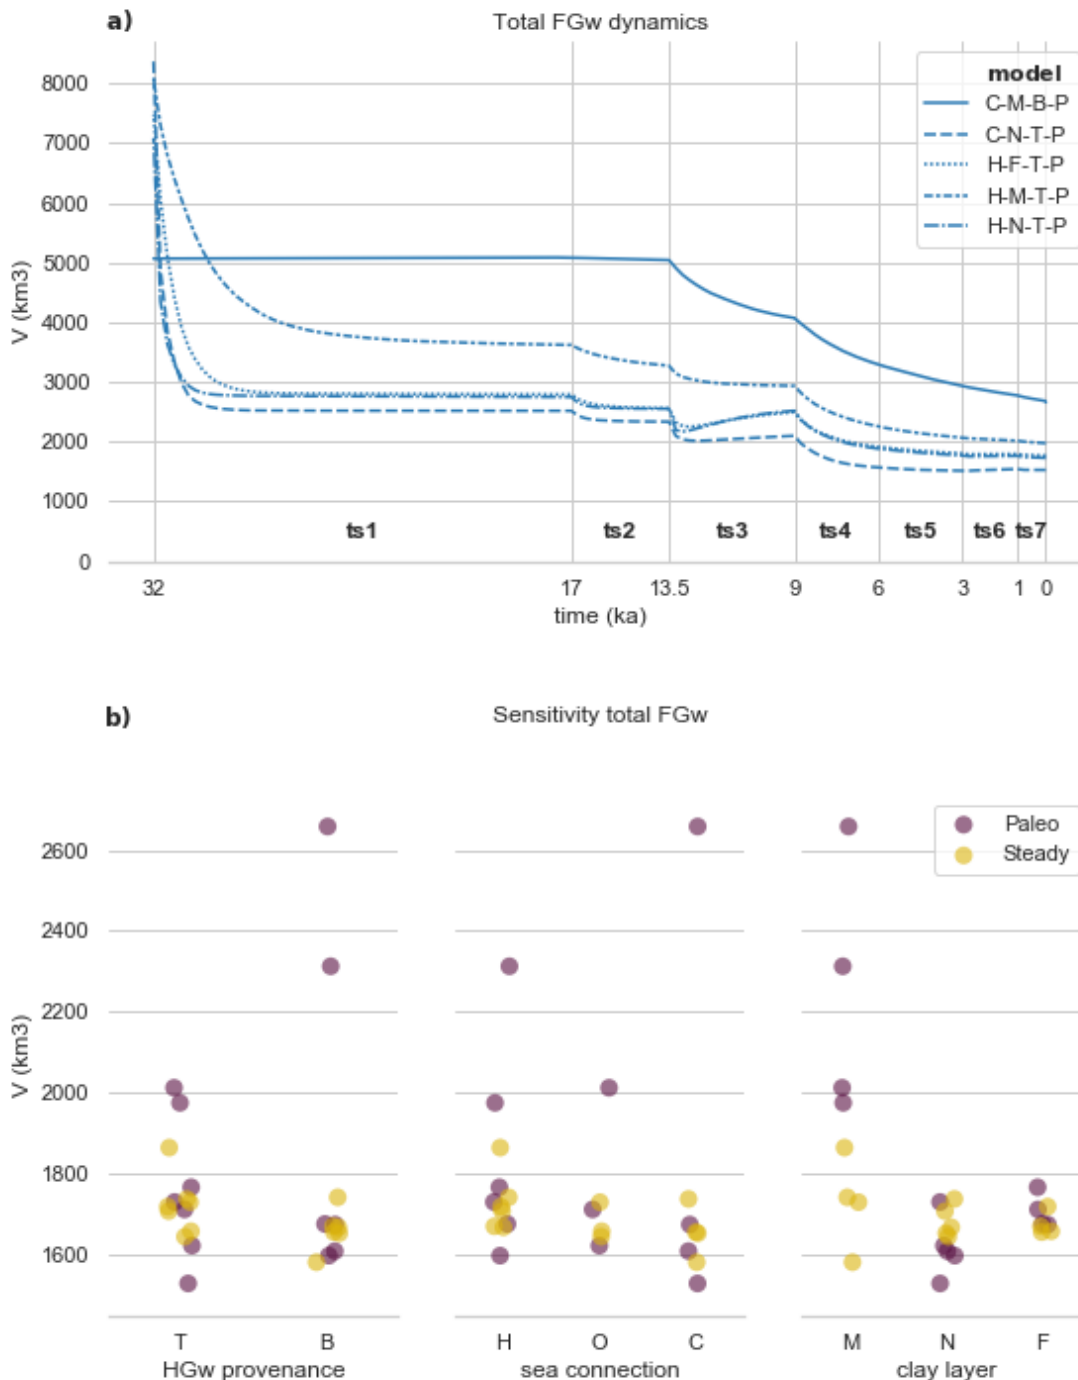 a)
Total FGw dynamics
8000
7000
6000
5000
4000
3000
2000
1000
0
V (km3)
model
C-M-B-P
C-N-T-P
H-F-T-P
H-M-T-P
H-N-T-P
ts1 ts2 ts3 ts4 ts5 ts6 ts7
32 17 13.5 9 6 3 1 0
time (ka)
b)
Sensitivity total FGw
2600
2400
2200
2000
1800
1600
V (km3)
Paleo
Steady
T B H O C M N F
HGw provenance sea connection clay layer